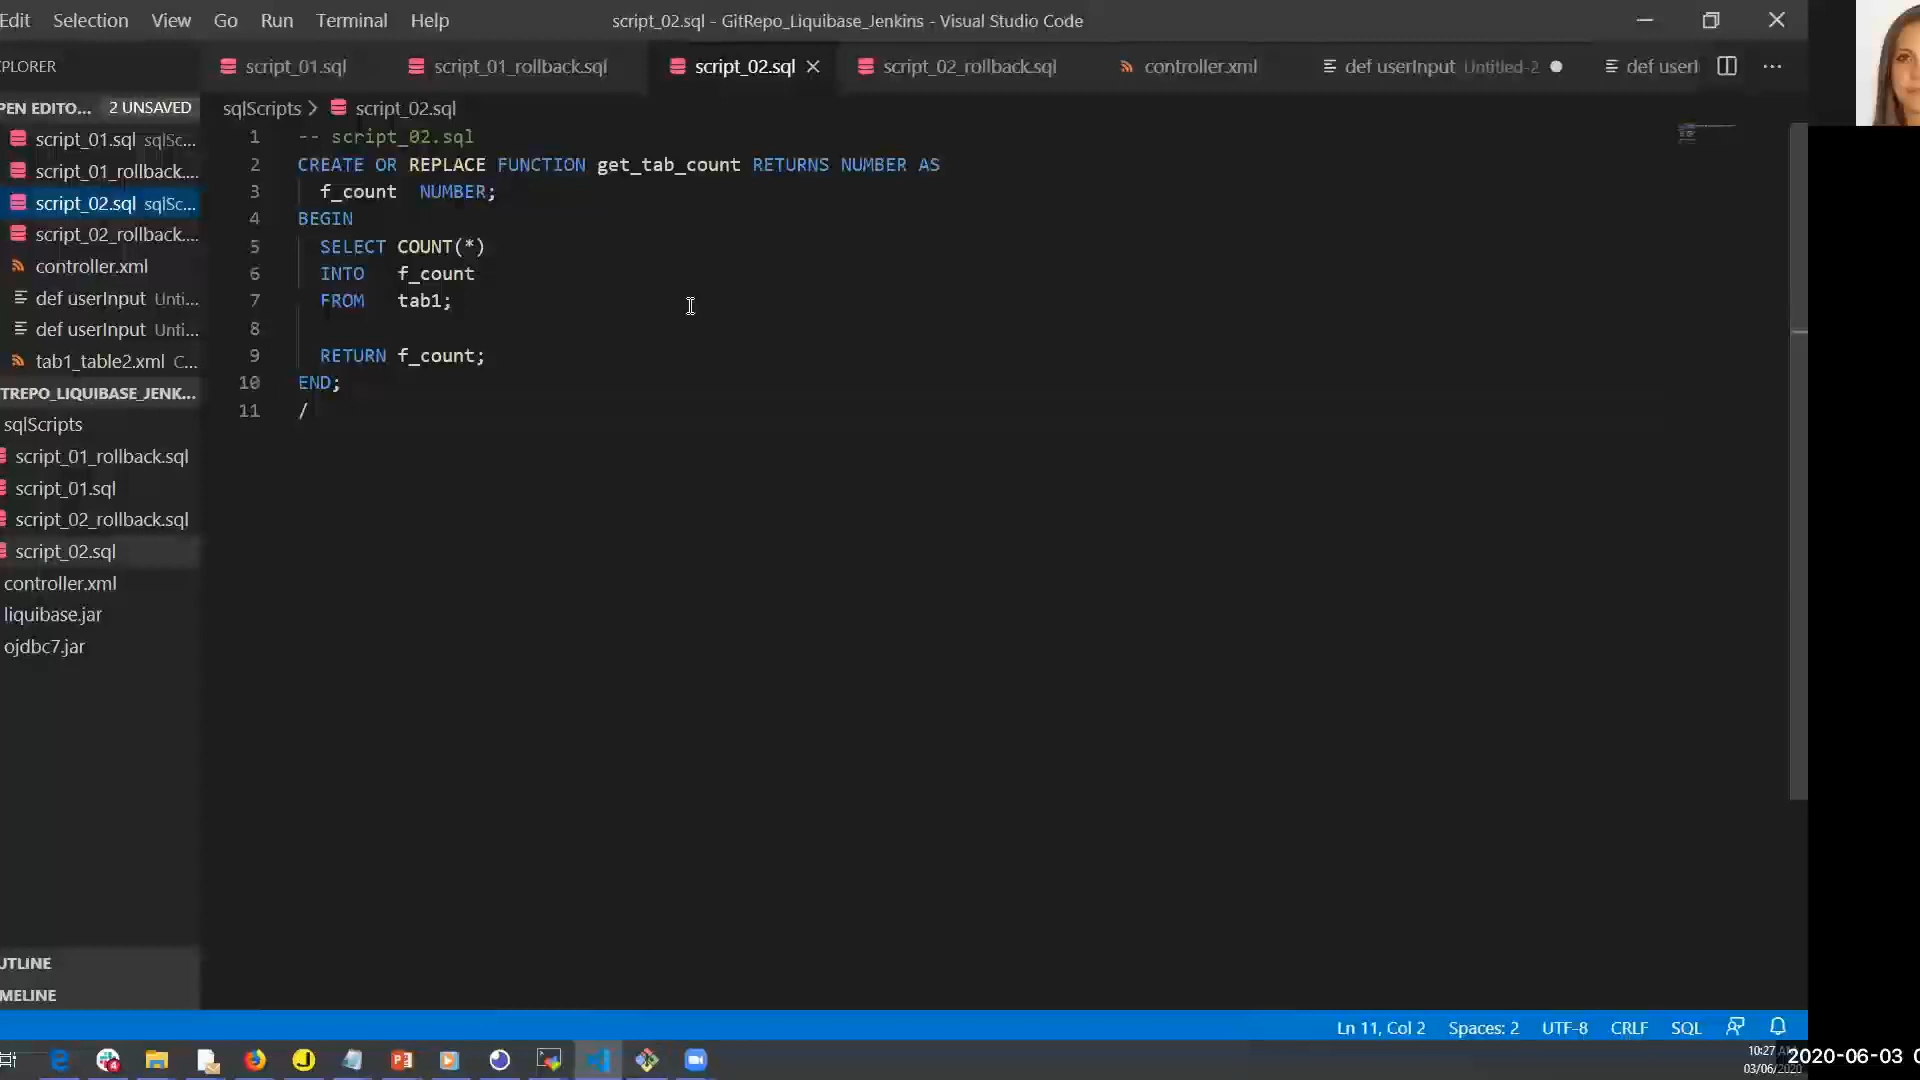 Edit Selection View Go Run Terminal Help script_02.sql - GitRepo_Liquibase_Jenkins - Visual Studio Code
PLORER
script_01.sql script_01_rollback.sql script_02.sql script_02_rollback.sql controller.xml def userInput Untitled-2 def userI
PEN EDITO... 2 UNSAVED
script_01.sql sqlSc...
script_01_rollback....
script_02.sql sqlSc...
script_02_rollback....
controller.xml
def userInput Unti...
def userInput Unti...
tab1_table2.xml C...
TREPO_LIQUIBASE_JENK...
sqlScripts
script_01_rollback.sql
script_01.sql
script_02_rollback.sql
script_02.sql
controller.xml
liquibase.jar
ojdbc7.jar
UTLINE
MELINE
sqlScripts > script_02.sql
1 -- script_02.sql
2 CREATE OR REPLACE FUNCTION get_tab_count RETURNS NUMBER AS
3 f_count NUMBER;
4 BEGIN
5 SELECT COUNT(*)
6 INTO f_count
7 FROM tab1;
8
9 RETURN f_count;
10 END;
11 /
Ln 11, Col 2 Spaces: 2 UTF-8 CRLF SQL
10:27
03/06/2020
2020-06-03